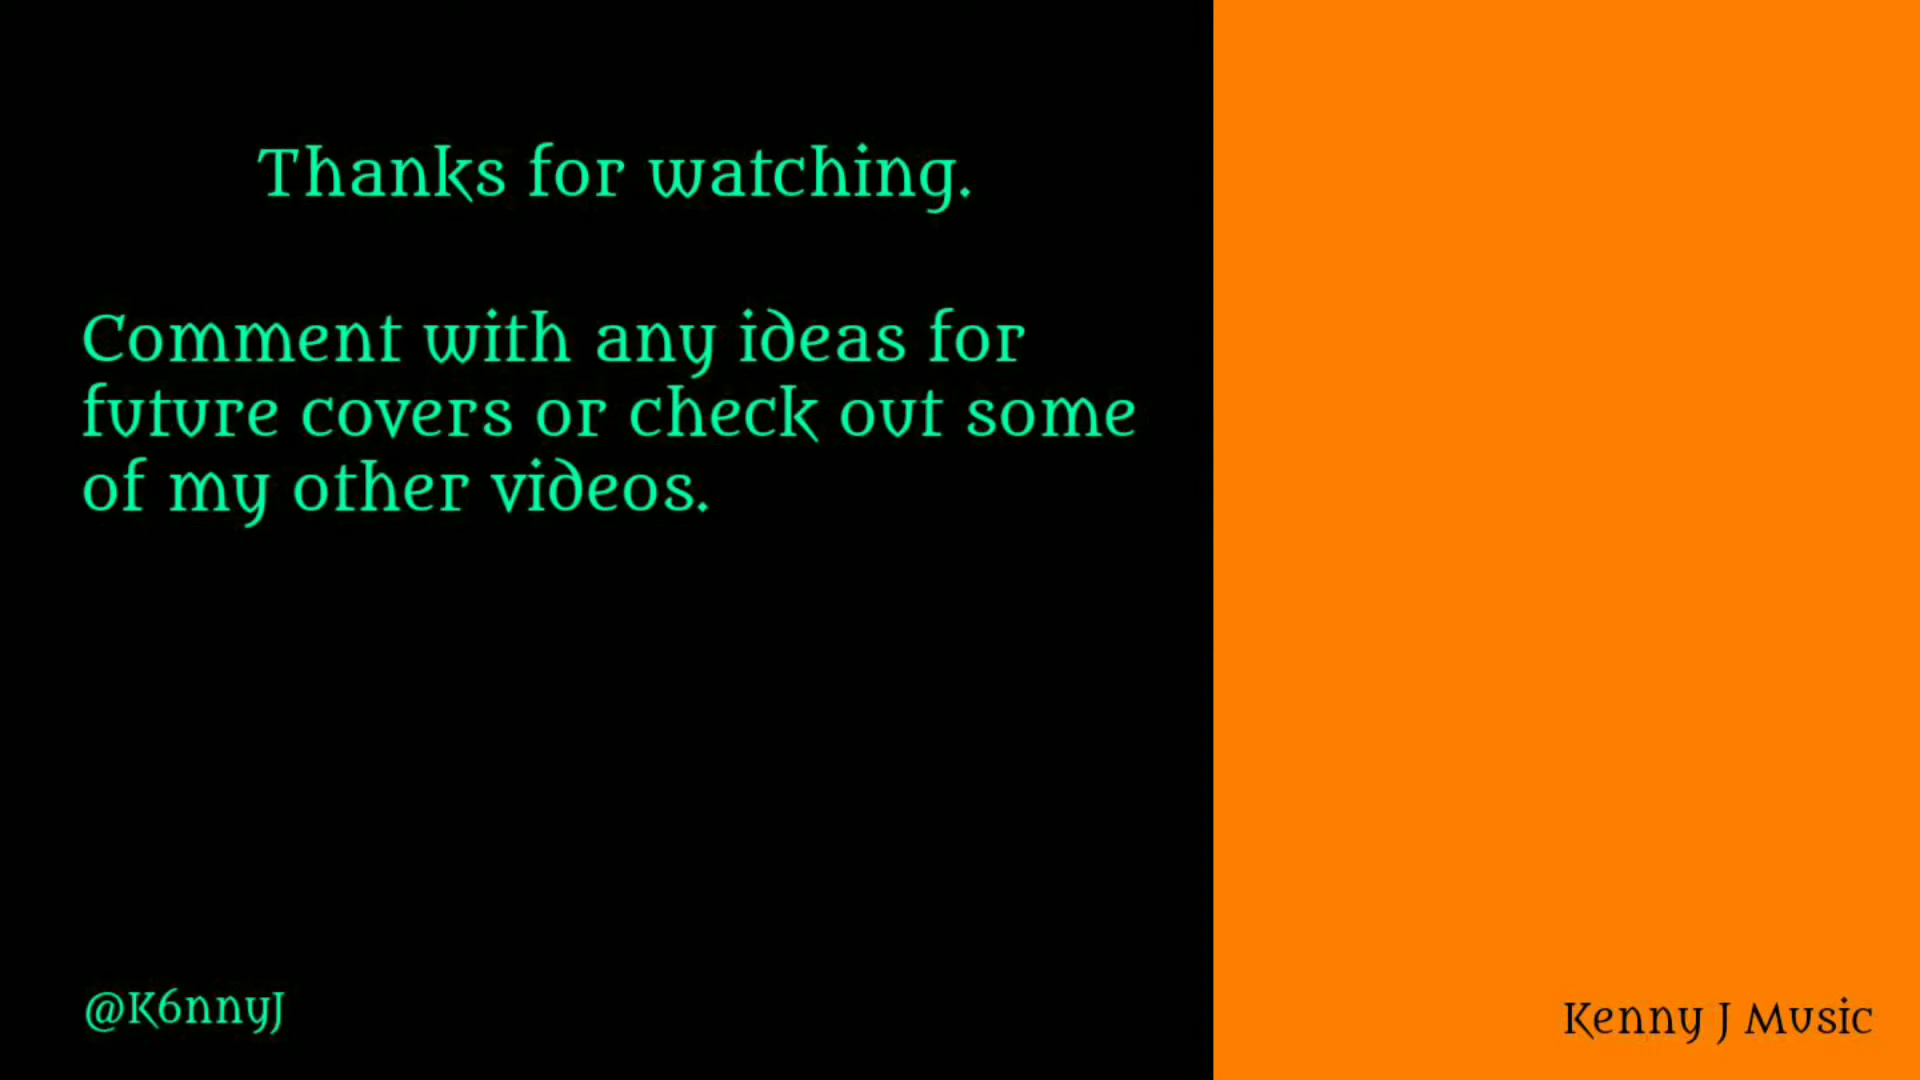 Thanks for watching.
Comment with any ideas for
future covers or check out some
of my other videos.
@K6nnyJ
Kenny J Music